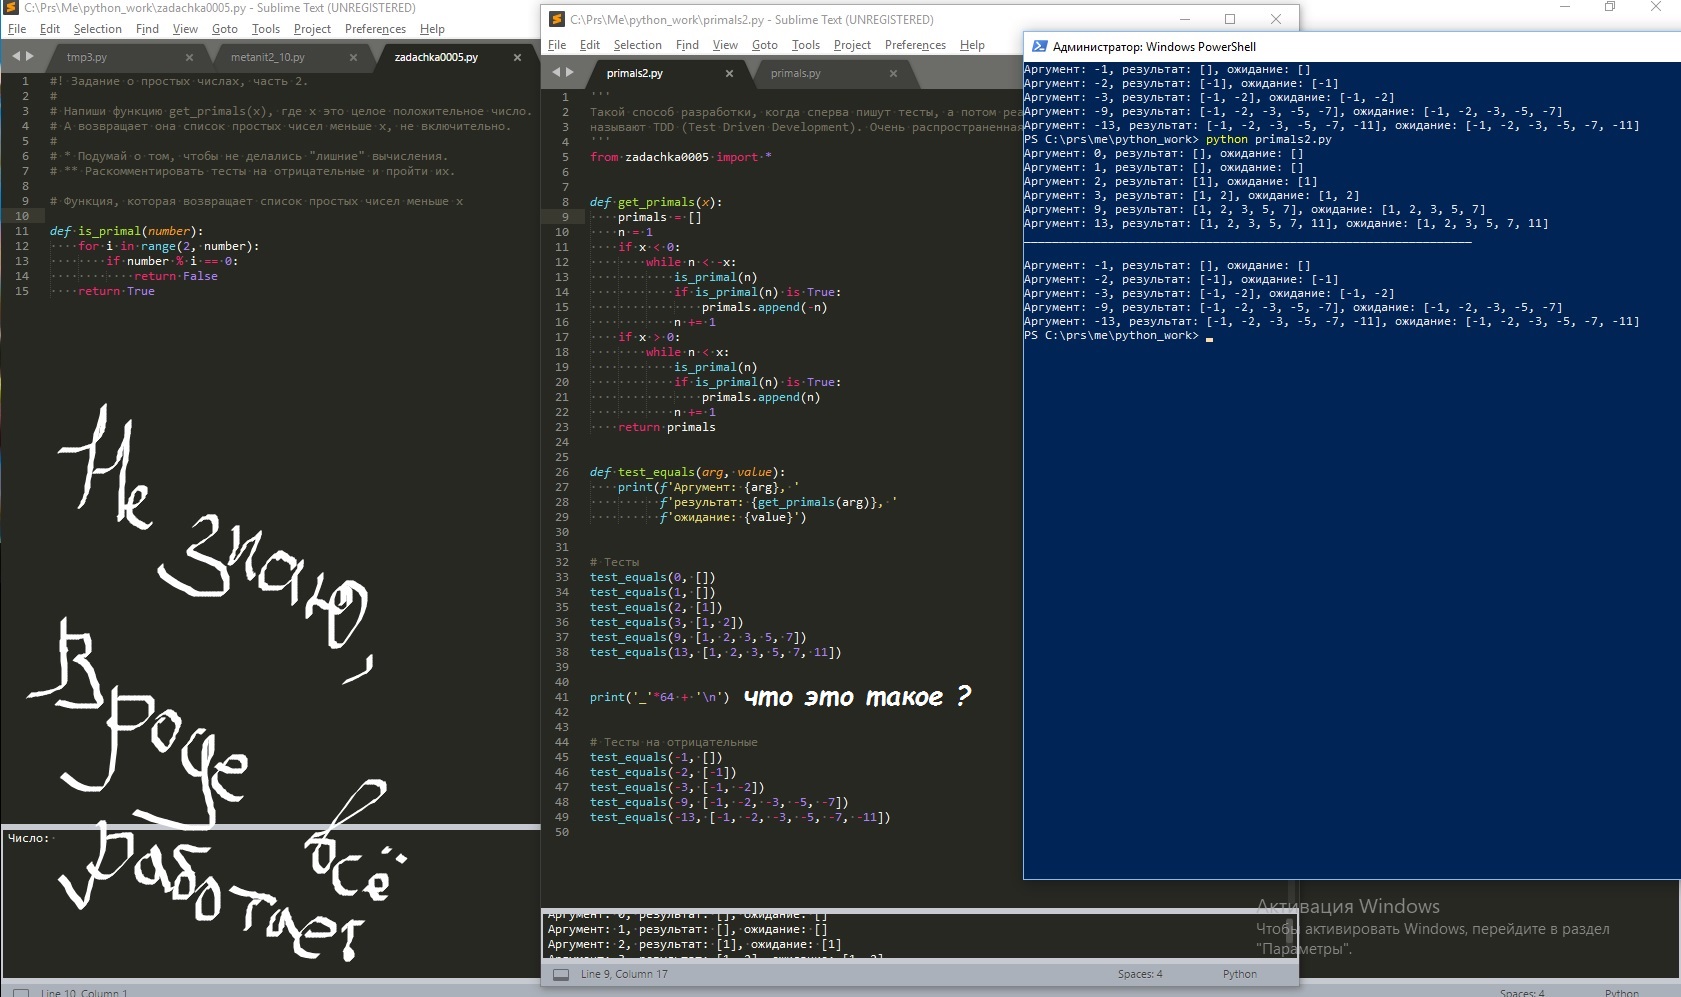 C:\Prs\Me\python_work\zadachka0005.py - Sublime Text (UNREGISTERED)
File Edit Selection Find View Goto Tools Project Preferences Help
tmp3.py × metanit2_10.py × zadachka0005.py ×
1 #! Задание о простых числах, часть 2.
2 #
3 # Напиши функцию get_primals(x), где x это целое положительное число.
4 # А возвращает она список простых чисел меньше x, не включительно.
5 #
6 # * Подумай о том, чтобы не делались "лишние" вычисления.
7 # ** Раскомментировать тесты на отрицательные и пройти их.
8
9 # Функция, которая возвращает список простых чисел меньше x
10
11 def is_primal(number):
12 ····for i in range(2, number):
13 ········if number % i == 0:
14 ············return False
15 ····return True
Не знаю,
Вроде
всё
работает
Число:
Line 10, Column 1
Spaces: 4 Python
C:\Prs\Me\python_work\primals2.py - Sublime Text (UNREGISTERED)
File Edit Selection Find View Goto Tools Project Preferences Help
primals2.py × primals.py ×
1 '''
2 Такой способ разработки, когда сперва пишут тесты, а потом реа
3 называют TDD (Test Driven Development). Очень распространенная
4 '''
5 from zadachka0005 import *
6
7
8 def get_primals(x):
9 ····primals = []
10 ····n = 1
11 ····if x < 0:
12 ········while n < -x:
13 ············is_primal(n)
14 ············if is_primal(n) is True:
15 ················primals.append(-n)
16 ············n += 1
17 ····if x > 0:
18 ········while n < x:
19 ············is_primal(n)
20 ············if is_primal(n) is True:
21 ················primals.append(n)
22 ············n += 1
23 ····return primals
24
25
26 def test_equals(arg, value):
27 ····print(f'Аргумент: {arg}, '
28 ··········f'результат: {get_primals(arg)}, '
29 ··········f'ожидание: {value}')
30
31
32 # Тесты
33 test_equals(0, [])
34 test_equals(1, [])
35 test_equals(2, [1])
36 test_equals(3, [1, 2])
37 test_equals(9, [1, 2, 3, 5, 7])
38 test_equals(13, [1, 2, 3, 5, 7, 11])
39
40
41 print('_'*64 + '\n') что это такое ?
42
43
44 # Тесты на отрицательные
45 test_equals(-1, [])
46 test_equals(-2, [-1])
47 test_equals(-3, [-1, -2])
48 test_equals(-9, [-1, -2, -3, -5, -7])
49 test_equals(-13, [-1, -2, -3, -5, -7, -11])
50
Аргумент: 0, результат: [], ожидание: []
Аргумент: 1, результат: [], ожидание: []
Аргумент: 2, результат: [1], ожидание: [1]
Аргумент: 3, результат: [1, 2], ожидание: [1, 2]
Line 9, Column 17 Spaces: 4 Python
Администратор: Windows PowerShell
Аргумент: -1, результат: [], ожидание: []
Аргумент: -2, результат: [-1], ожидание: [-1]
Аргумент: -3, результат: [-1, -2], ожидание: [-1, -2]
Аргумент: -9, результат: [-1, -2, -3, -5, -7], ожидание: [-1, -2, -3, -5, -7]
Аргумент: -13, результат: [-1, -2, -3, -5, -7, -11], ожидание: [-1, -2, -3, -5, -7, -11]
PS C:\prs\me\python_work> python primals2.py
Аргумент: 0, результат: [], ожидание: []
Аргумент: 1, результат: [], ожидание: []
Аргумент: 2, результат: [1], ожидание: [1]
Аргумент: 3, результат: [1, 2], ожидание: [1, 2]
Аргумент: 9, результат: [1, 2, 3, 5, 7], ожидание: [1, 2, 3, 5, 7]
Аргумент: 13, результат: [1, 2, 3, 5, 7, 11], ожидание: [1, 2, 3, 5, 7, 11]
________________________________________________________________
Аргумент: -1, результат: [], ожидание: []
Аргумент: -2, результат: [-1], ожидание: [-1]
Аргумент: -3, результат: [-1, -2], ожидание: [-1, -2]
Аргумент: -9, результат: [-1, -2, -3, -5, -7], ожидание: [-1, -2, -3, -5, -7]
Аргумент: -13, результат: [-1, -2, -3, -5, -7, -11], ожидание: [-1, -2, -3, -5, -7, -11]
PS C:\prs\me\python_work>
Активация Windows
Чтобы активировать Windows, перейдите в раздел
"Параметры".